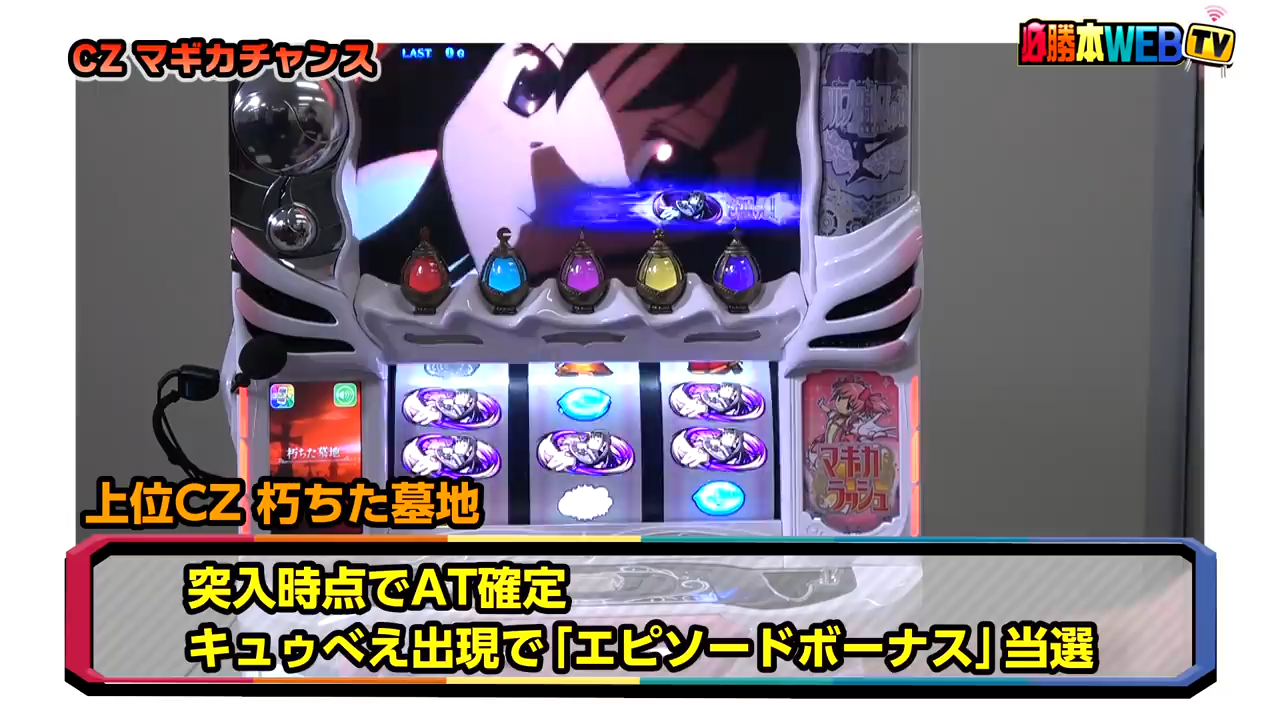 CZ マギカチャンス
必勝本WEBTV
LAST 0G
朽ちた墓地
マギカ
ラッシュ
上位CZ 朽ちた墓地
突入時点でAT確定
キュゥべえ出現で「エピソードボーナス」当選